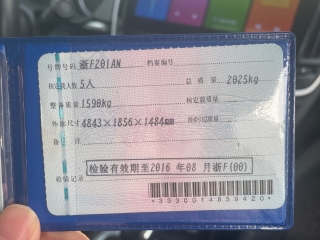 号牌号码 浙F201AN 档案编号
核定载人数 5人 总质量 2025kg
整备质量 1590kg 核定载质量
外廓尺寸 4843×1856×1484mm 准牵引总质量
备注
检验有效期至2016 年08 月浙F(00)
检验记录
*3330014859420*